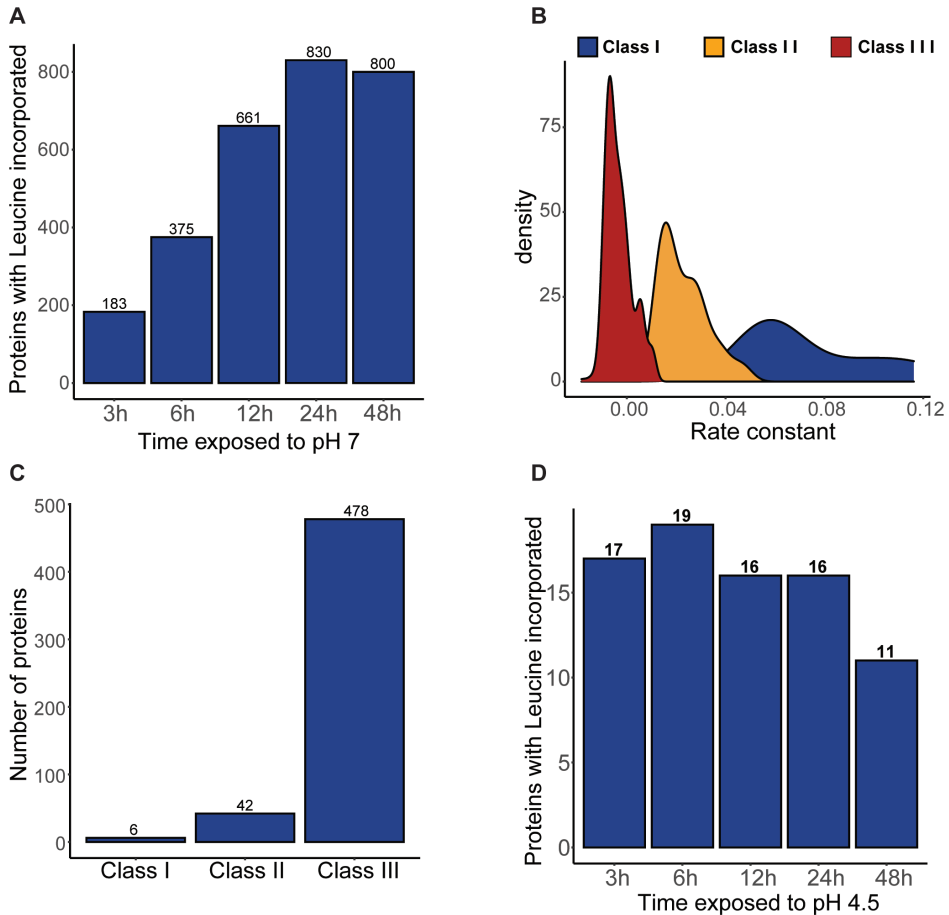 A
Proteins with Leucine incorporated
800
600
400
200
0
183
375
661
830
800
3h 6h 12h 24h 48h
Time exposed to pH 7
B
Class I Class I I Class I I I
density
75
50
25
0
0.00 0.04 0.08 0.12
Rate constant
C
Number of proteins
500
400
300
200
100
0
6
42
478
Class I Class II Class III
D
Proteins with Leucine incorporated
15
10
5
0
17
19
16
16
11
3h 6h 12h 24h 48h
Time exposed to pH 4.5